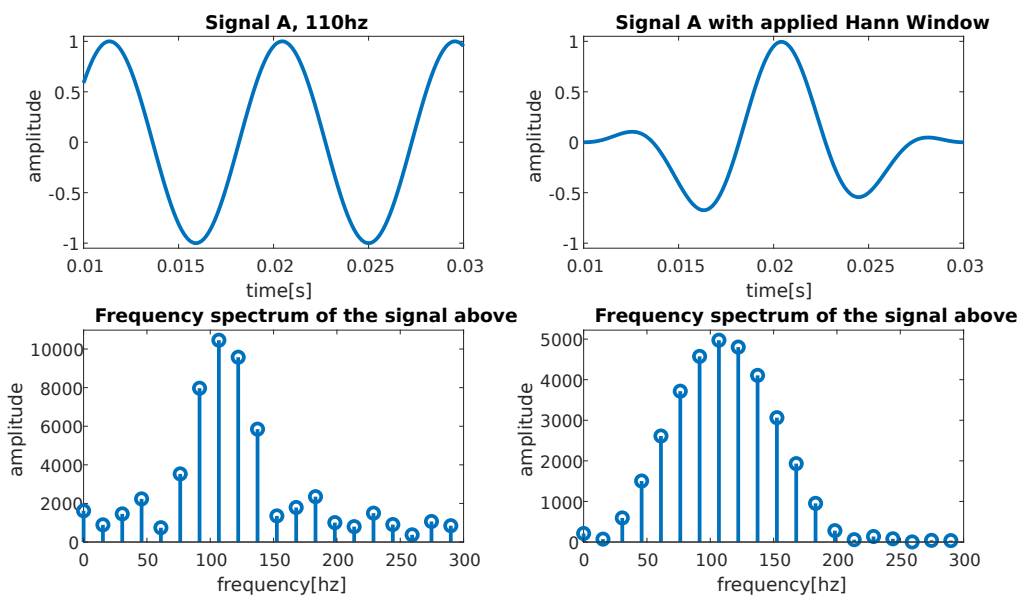 Signal A, 110hz
1
0.5
0
-0.5
-1
amplitude
0.01 0.015 0.02 0.025 0.03
time[s]
Signal A with applied Hann Window
1
0.5
0
-0.5
-1
amplitude
0.01 0.015 0.02 0.025 0.03
time[s]
Frequency spectrum of the signal above
10000
8000
6000
4000
2000
0
amplitude
0 50 100 150 200 250 300
frequency[hz]
Frequency spectrum of the signal above
5000
4000
3000
2000
1000
0
amplitude
0 50 100 150 200 250 300
frequency[hz]